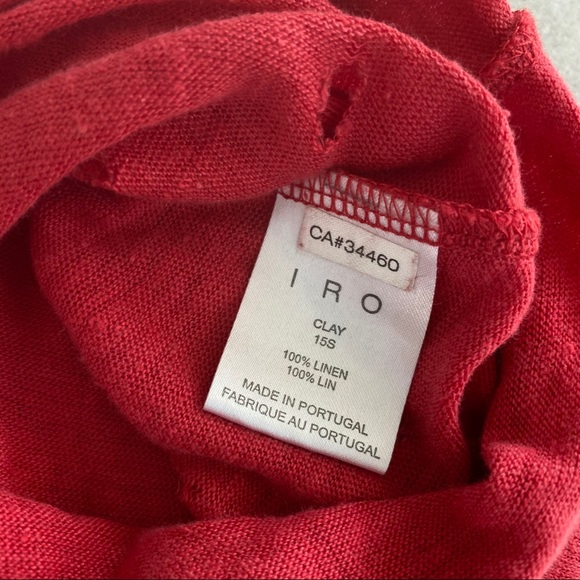 CA#34460
IRO
CLAY
15S
100% LINEN
100% LIN
MADE IN PORTUGAL
FABRIQUE AU PORTUGAL